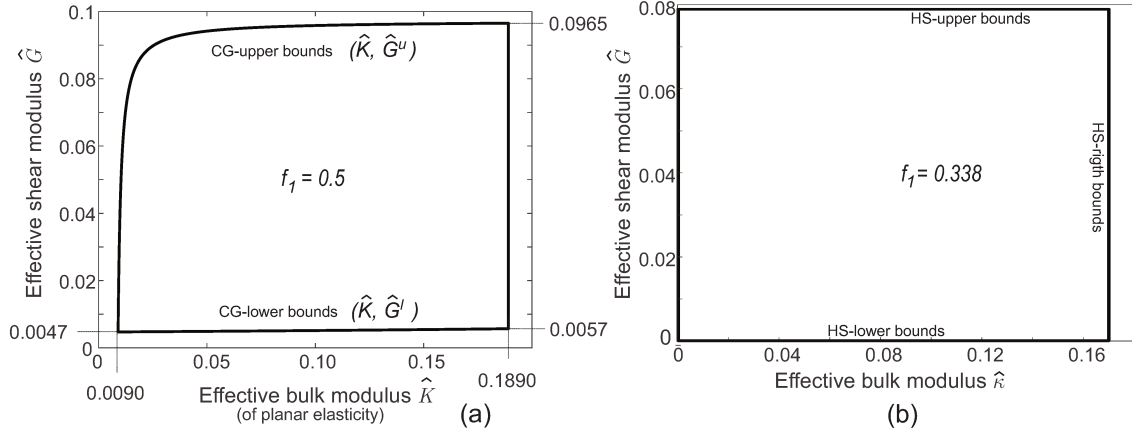 0.1
0.08
0.06
0.04
0.02
0
0.0047
Effective shear modulus Ĝ
CG-upper bounds (K̂, Ĝᵘ)
f₁ = 0.5
CG-lower bounds (K̂, Ĝˡ)
0.0965
0.0057
0 0.05 0.10 0.15
0.0090
0.1890
Effective bulk modulus K̂
(of planar elasticity)
(a)
0.08
0.06
0.04
0.02
0
Effective shear modulus Ĝ
HS-upper bounds
HS-rigth bounds
f₁ = 0.338
HS-lower bounds
0 0.04 0.08 0.12 0.16
Effective bulk modulus κ̂
(b)